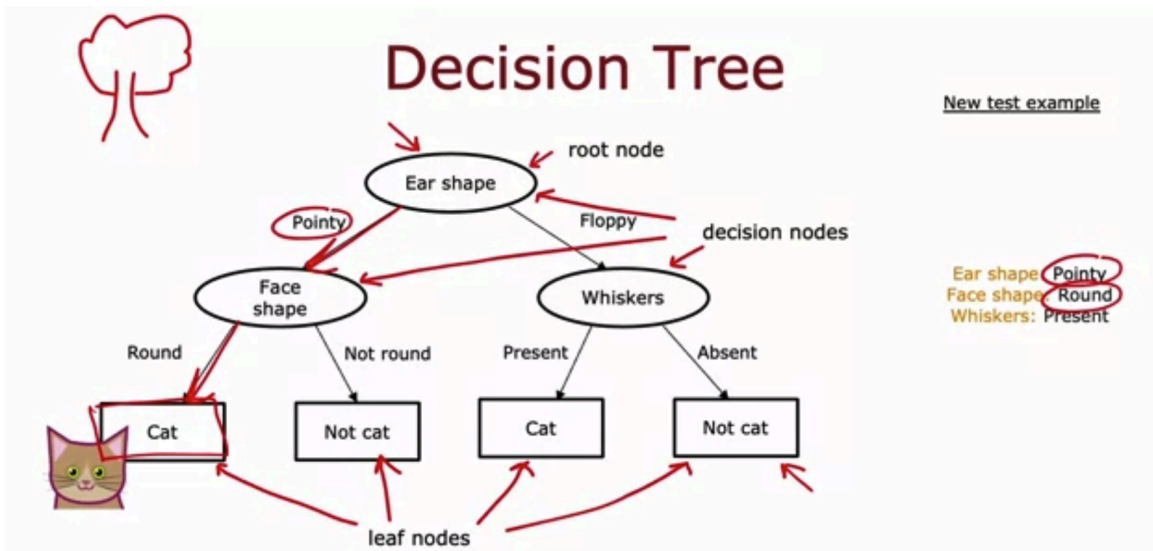 Decision Tree
New test example
root node
Ear shape
Pointy
Floppy
decision nodes
Face
shape
Whiskers
Ear shape: Pointy
Face shape: Round
Whiskers: Present
Round
Not round
Present
Absent
Cat
Not cat
Cat
Not cat
leaf nodes